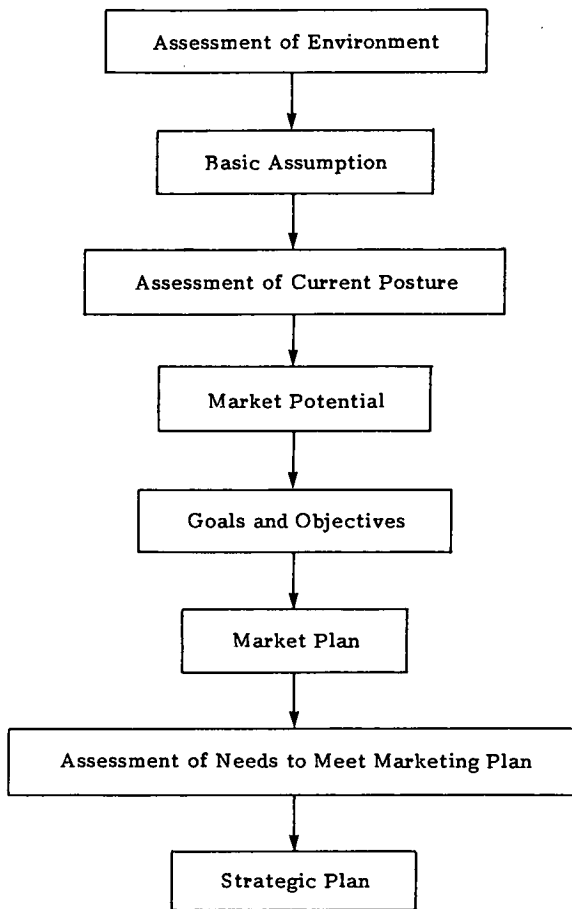 Assessment of Environment
Basic Assumption
Assessment of Current Posture
Market Potential
Goals and Objectives
Market Plan
Assessment of Needs to Meet Marketing Plan
Strategic Plan